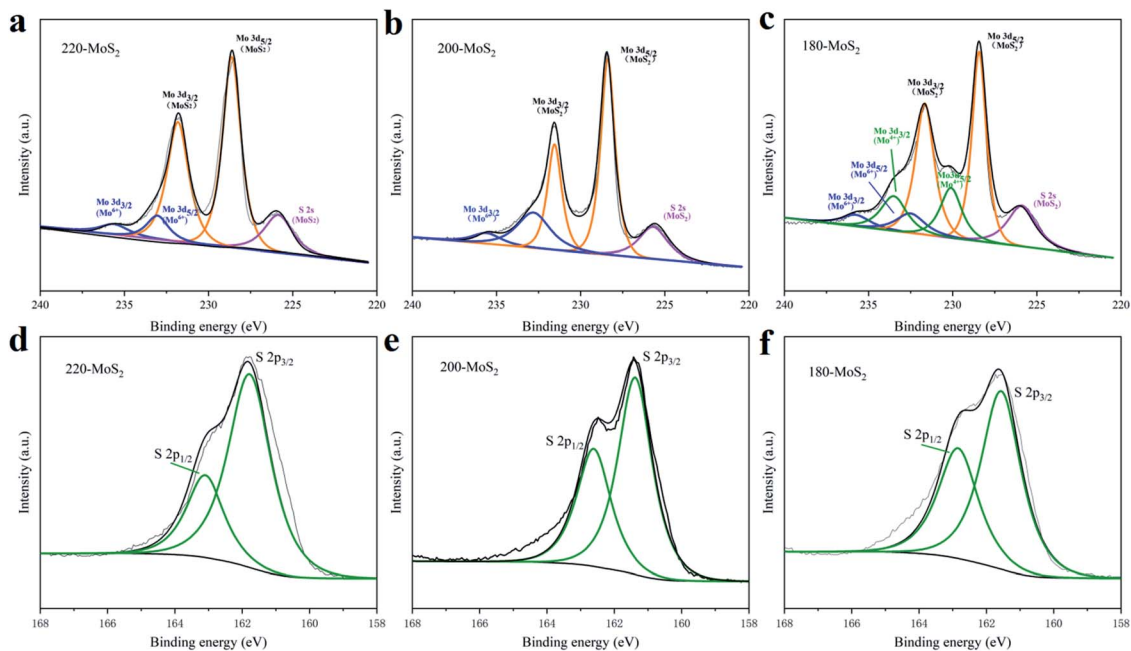 a
220-MoS2
Mo 3d5/2
(MoS2)
Mo 3d3/2
(MoS2)
Mo 3d3/2
(Mo6+)
Mo 3d5/2
(Mo6+)
S 2s
(MoS2)
Intensity (a.u.)
240 235 230 225 220
Binding energy (eV)
b
200-MoS2
Mo 3d5/2
(MoS2)
Mo 3d3/2
(MoS2)
Mo 3d3/2
(Mo6+)
S 2s
(MoS2)
Intensity (a.u.)
240 235 230 225 220
Binding energy (eV)
c
180-MoS2
Mo 3d5/2
(MoS2)
Mo 3d3/2
(MoS2)
Mo 3d3/2
(Mo4+)
Mo 3d5/2
(Mo6+)
Mo3d5/2
Mo4+)
Mo 3d3/2
(Mo6+)
S 2s
(MoS2)
Intensity (a.u.)
240 235 230 225 220
Binding energy (eV)
d
220-MoS2
S 2p3/2
S 2p1/2
Intensity (a.u.)
168 166 164 162 160 158
Binding energy (eV)
e
200-MoS2
S 2p3/2
S 2p1/2
Intensity (a.u.)
168 166 164 162 160 158
Binding energy (eV)
f
180-MoS2
S 2p3/2
S 2p1/2
Intensity (a.u.)
168 166 164 162 160 158
Binding energy (eV)